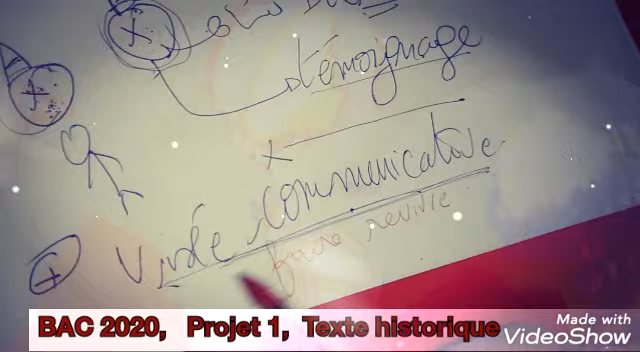 témoignage
Visée communicative
faire revivre
BAC 2020, Projet 1, Texte historique
Made with
VideoShow